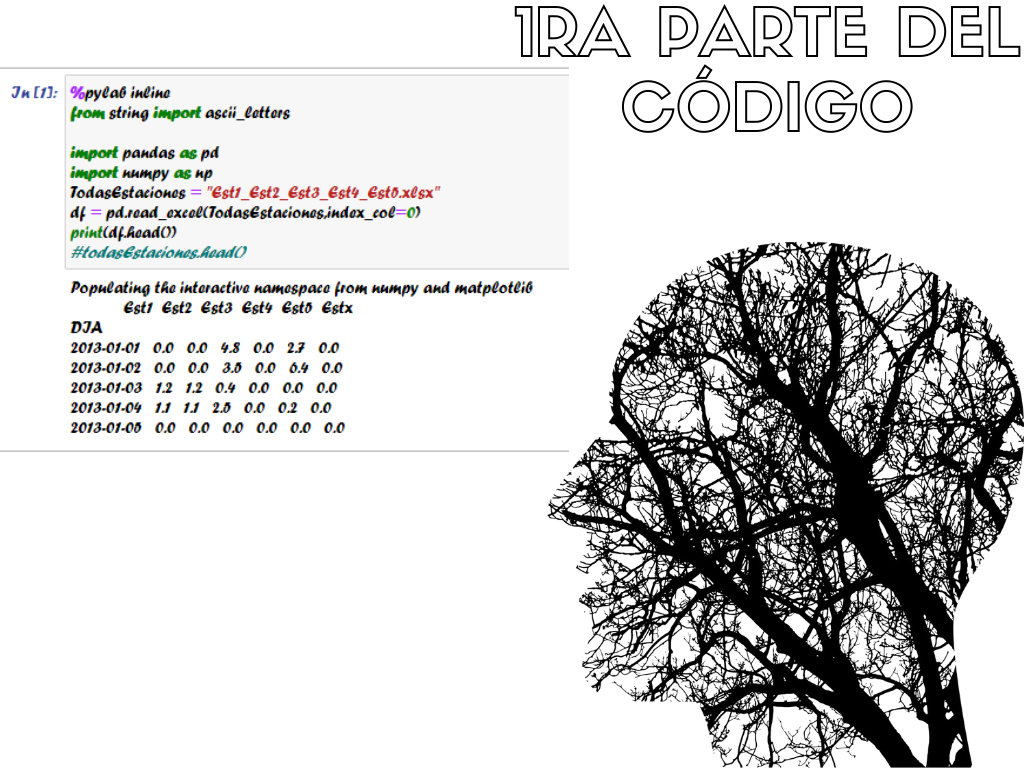 1RA PARTE DEL
CÓDIGO
In [1]:
%pylab inline
from string import ascii_letters
import pandas as pd
import numpy as np
TodasEstaciones = "Est1_Est2_Est3_Est4_Est5.xlsx"
df = pd.read_excel(TodasEstaciones,index_col=0)
print(df.head())
#todasEstaciones.head()
Populating the interactive namespace from numpy and matplotlib
Est1 Est2 Est3 Est4 Est5 Estx
DIA
2013-01-01 0.0 0.0 4.8 0.0 2.7 0.0
2013-01-02 0.0 0.0 3.5 0.0 6.4 0.0
2013-01-03 1.2 1.2 0.4 0.0 0.0 0.0
2013-01-04 1.1 1.1 2.5 0.0 0.2 0.0
2013-01-05 0.0 0.0 0.0 0.0 0.0 0.0